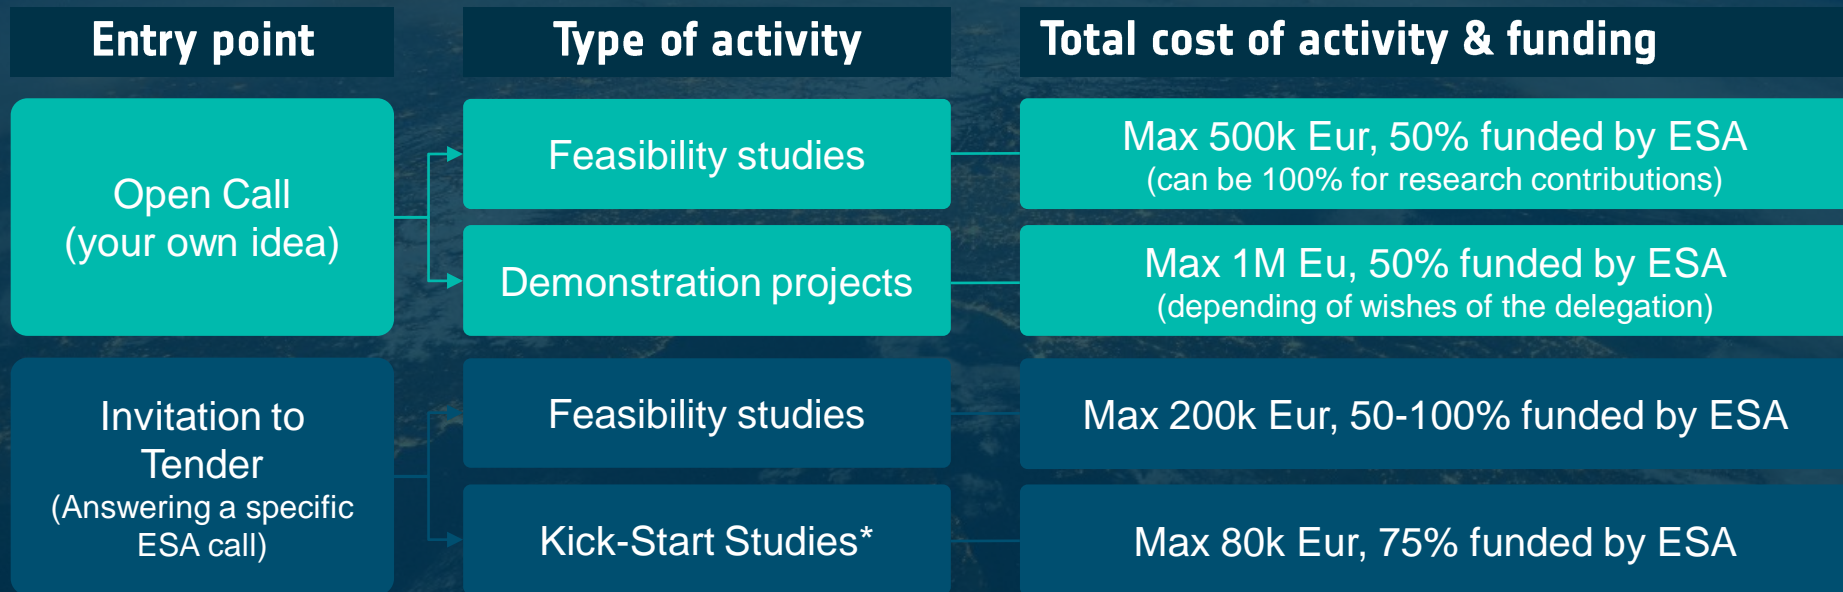 Entry point
Type of activity
Total cost of activity & funding
Open Call
(your own idea)
Feasibility studies
Max 500k Eur, 50% funded by ESA
(can be 100% for research contributions)
Demonstration projects
Max 1M Eu, 50% funded by ESA
(depending of wishes of the delegation)
Invitation to
Tender
(Answering a specific
ESA call)
Feasibility studies
Max 200k Eur, 50-100% funded by ESA
Kick-Start Studies*
Max 80k Eur, 75% funded by ESA